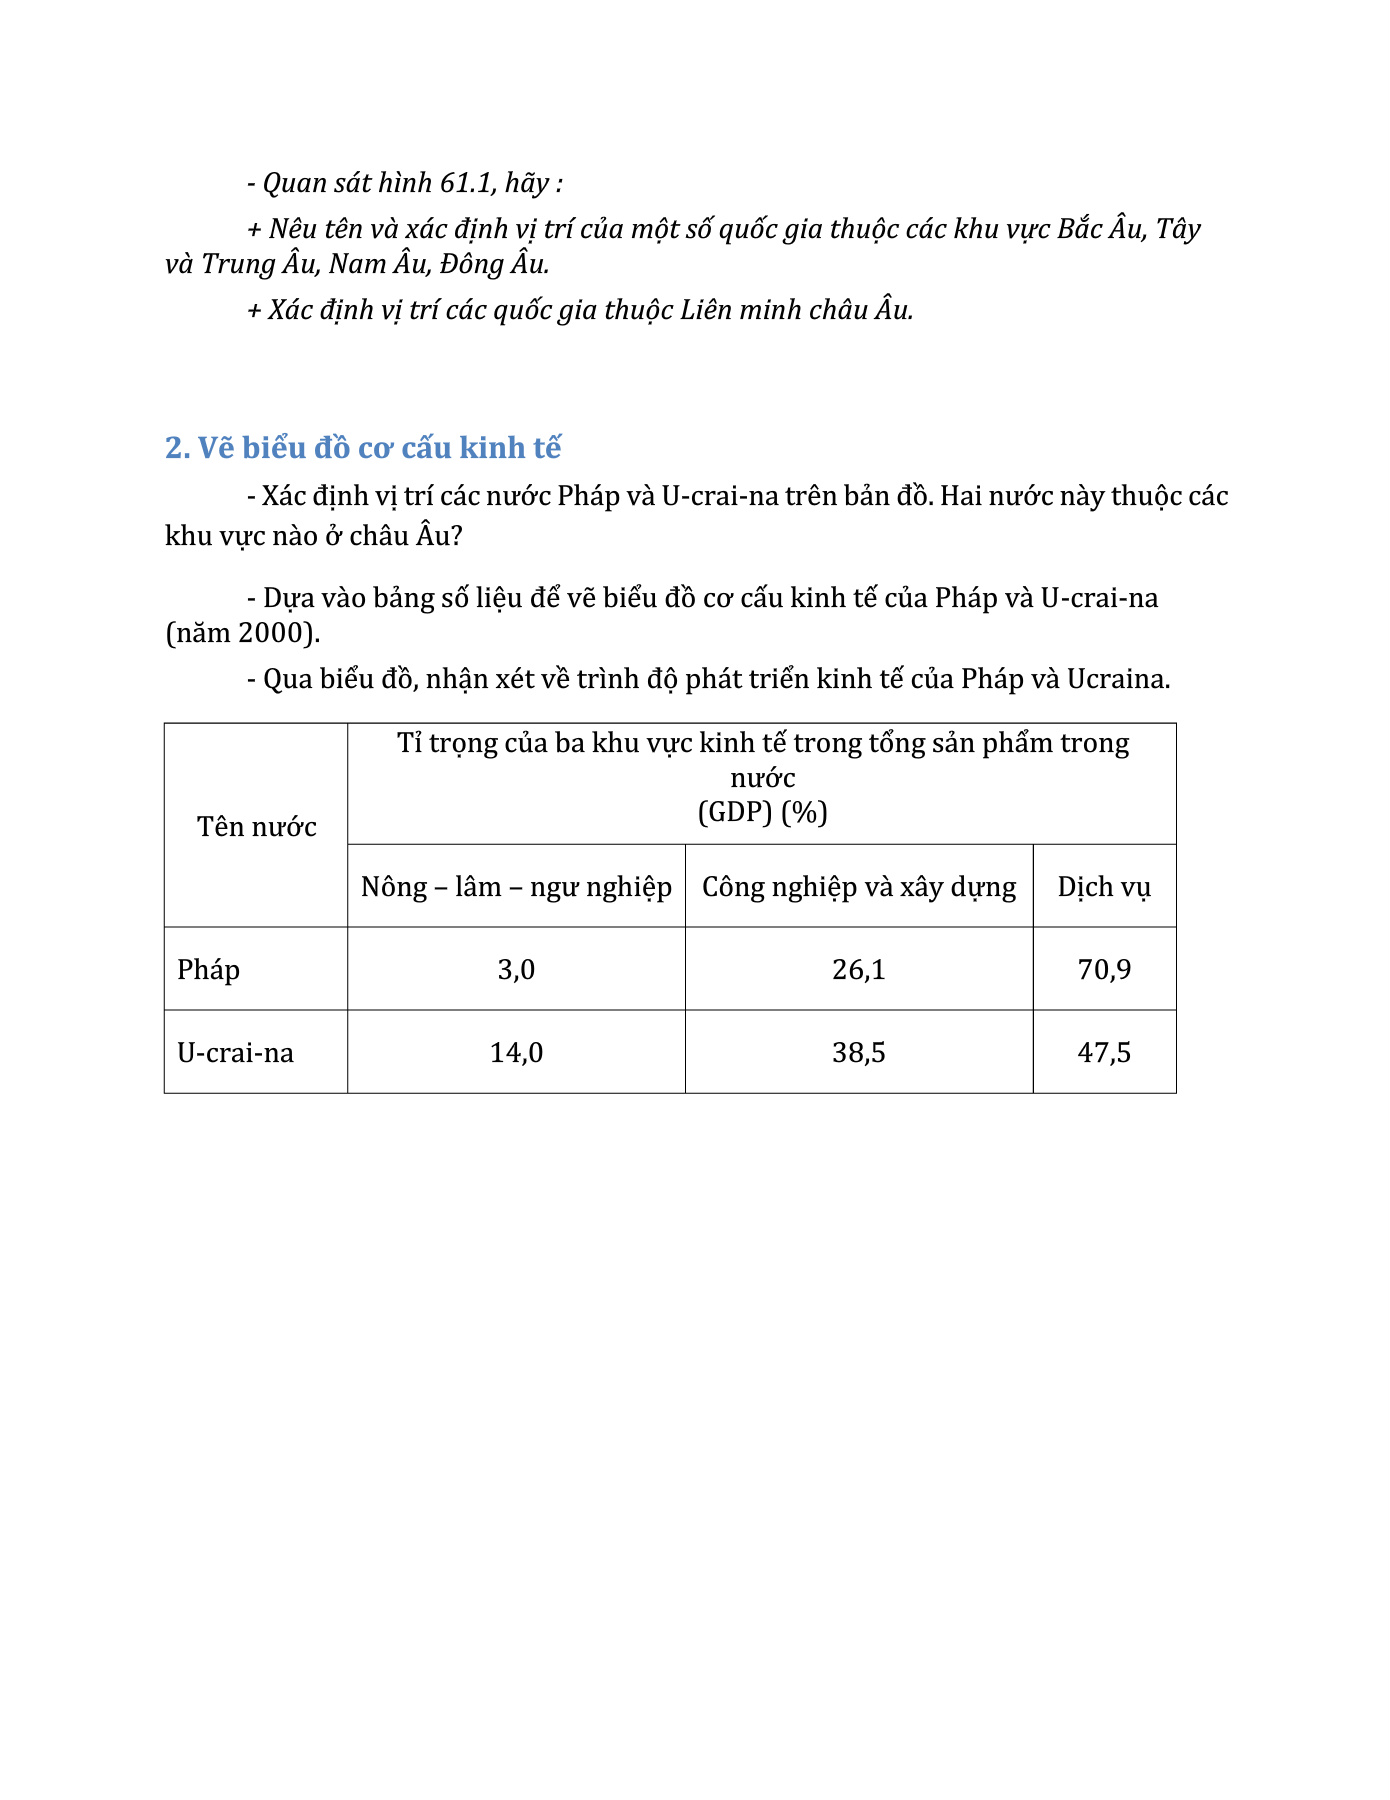 - Quan sát hình 61.1, hãy :
+ Nêu tên và xác định vị trí của một số quốc gia thuộc các khu vực Bắc Âu, Tây
và Trung Âu, Nam Âu, Đông Âu.
+ Xác định vị trí các quốc gia thuộc Liên minh châu Âu.
2. Vẽ biểu đồ cơ cấu kinh tế
- Xác định vị trí các nước Pháp và U-crai-na trên bản đồ. Hai nước này thuộc các
khu vực nào ở châu Âu?
- Dựa vào bảng số liệu để vẽ biểu đồ cơ cấu kinh tế của Pháp và U-crai-na
(năm 2000).
- Qua biểu đồ, nhận xét về trình độ phát triển kinh tế của Pháp và Ucraina.
Tên nước
Tỉ trọng của ba khu vực kinh tế trong tổng sản phẩm trong
nước
(GDP) (%)
Nông – lâm – ngư nghiệp Công nghiệp và xây dựng Dịch vụ
Pháp 3,0 26,1 70,9
U-crai-na 14,0 38,5 47,5